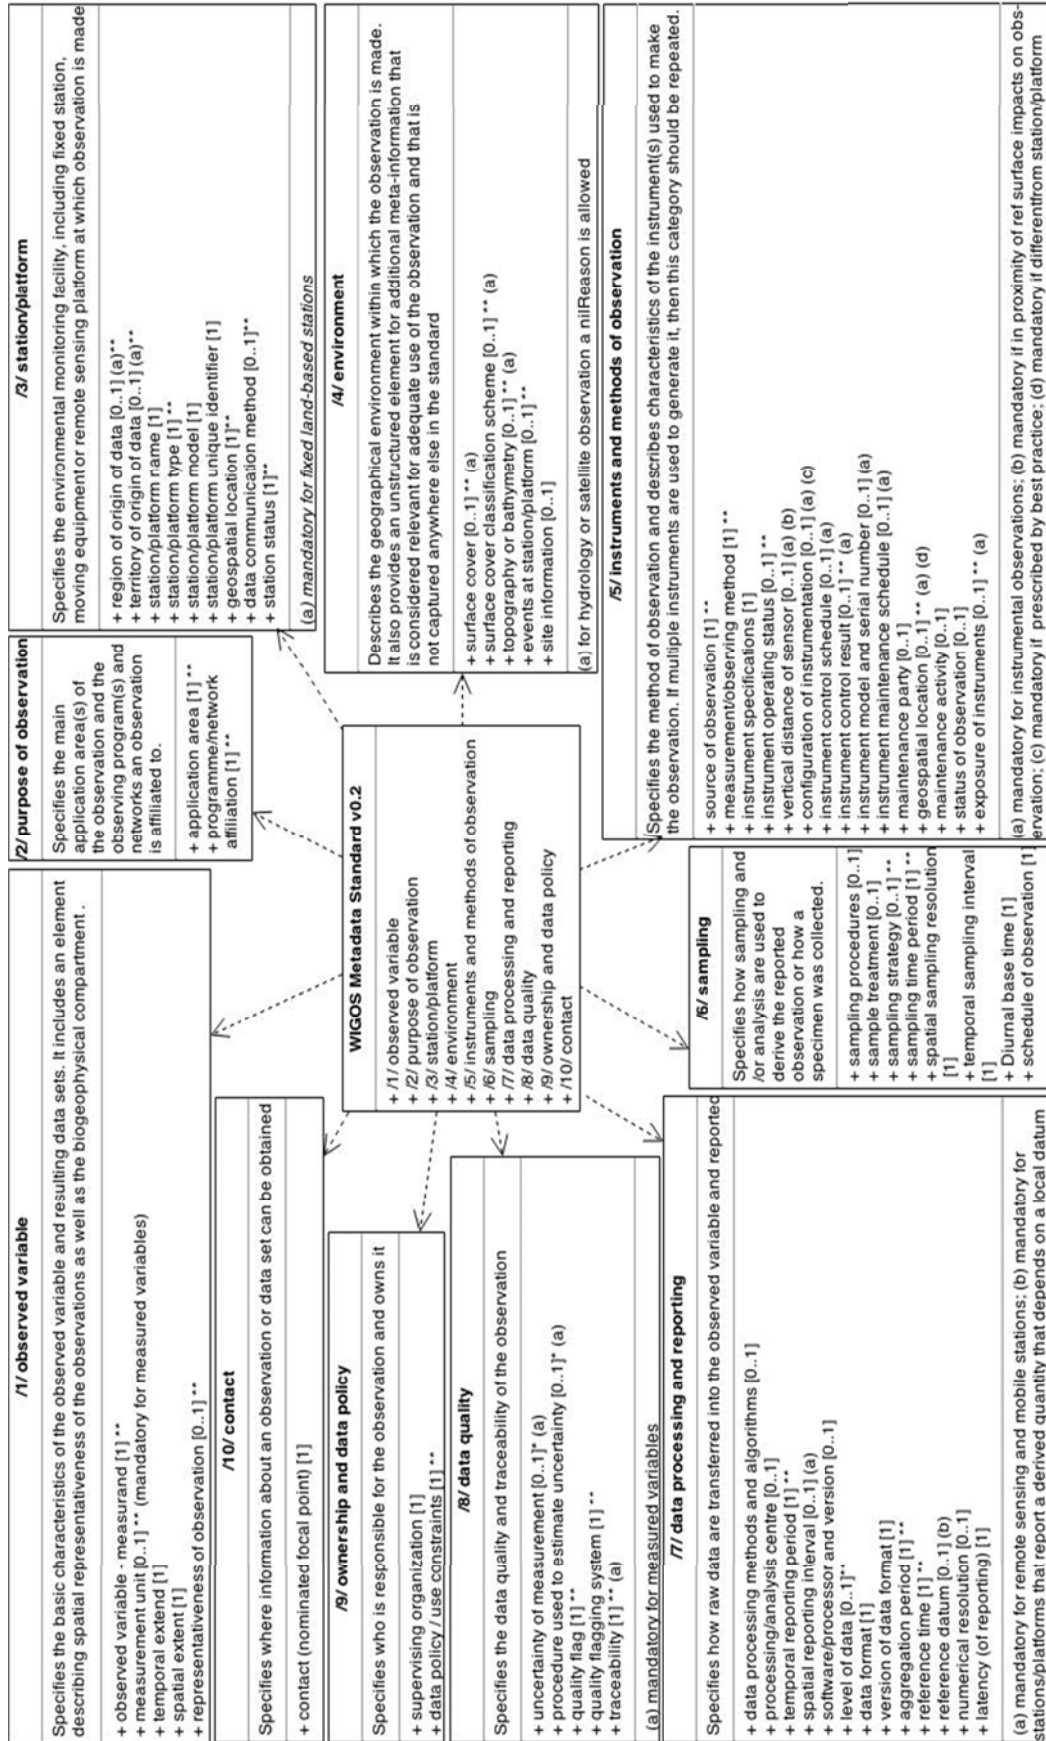 /1/ observed variable
Specifies the basic characteristics of the observed variable and resulting data sets. It includes an element
describing spatial representativeness of the observations as well as the biogeophysical compartment .
+ observed variable - measurand [1] **
+ measurement unit [0..1] ** (mandatory for measured variables)
+ temporal extend [1]
+ spatial extent [1]
+ representativeness of observation [0..1] **
/2/ purpose of observation
Specifies the main
application area(s) of
the observation and the
observing program(s) and
networks an observation
is affiliated to.
+ application area [1] **
+ programme/network
affiliation [1] **
/3/ station/platform
Specifies the environmental monitoring facility, including fixed station,
moving equipment or remote sensing platform at which observation is made
+ region of origin of data [0..1] (a)**
+ territory of origin of data [0..1] (a)**
+ station/platform name [1]
+ station/platform type [1] **
+ station/platform model [1]
+ station/platform unique identifier [1]
+ geospatial location [1]**
+ data communication method [0..1]**
+ station status [1]**
(a) mandatory for fixed land-based stations
/10/ contact
Specifies where information about an observation or data set can be obtained
+ contact (nominated focal point) [1]
WIGOS Metadata Standard v0.2
+ /1/ observed variable
+ /2/ purpose of observation
+ /3/ station/platform
+ /4/ environment
+ /5/ instruments and methods of observation
+ /6/ sampling
+ /7/ data processing and reporting
+ /8/ data quality
+ /9/ ownership and data policy
+ /10/ contact
/4/ environment
Describes the geographical environment within which the observation is made.
It also provides an unstructured element for additional meta-information that
is considered relevant for adequate use of the observation and that is
not captured anywhere else in the standard
+ surface cover [0..1] ** (a)
+ surface cover classification scheme [0..1] ** (a)
+ topography or bathymetry [0..1] ** (a)
+ events at station/platform [0..1] **
+ site information [0..1]
(a) for hydrology or satellite observation a nilReason is allowed
/9/ ownership and data policy
Specifies who is responsible for the observation and owns it
+ supervising organization [1]
+ data policy / use constraints [1] **
/8/ data quality
Specifies the data quality and traceability of the observation
+ uncertainty of measurement [0..1]* (a)
+ procedure used to estimate uncertainty [0..1]* (a)
+ quality flag [1] **
+ quality flagging system [1] **
+ traceability [1] ** (a)
(a) mandatory for measured variables
/7/ data processing and reporting
Specifies how raw data are transferred into the observed variable and reported
+ data processing methods and algorithms [0..1]
+ processing/analysis centre [0..1]
+ temporal reporting period [1] **
+ spatial reporting interval [0..1] (a)
+ software/processor and version [0..1]
+ level of data [0..1]**
+ data format [1]
+ version of data format [1]
+ aggregation period [1] **
+ reference time [1] **
+ reference datum [0..1] (b)
+ numerical resolution [0..1]
+ latency (of reporting) [1]
(a) mandatory for remote sensing and mobile stations; (b) mandatory for
stations/platforms that report a derived quantity that depends on a local datum
/6/ sampling
Specifies how sampling and
/or analysis are used to
derive the reported
observation or how a
specimen was collected.
+ sampling procedures [0..1]
+ sample treatment [0..1]
+ sampling strategy [0..1] **
+ sampling time period [1] **
+ spatial sampling resolution
[1]
+ temporal sampling interval
[1]
+ Diurnal base time [1]
+ schedule of observation [1]
/5/ instruments and methods of observation
Specifies the method of observation and describes characteristics of the instrument(s) used to make
the observation. If multiple instruments are used to generate it, then this category should be repeated.
+ source of observation [1] **
+ measurement/observing method [1] **
+ instrument specifications [1]
+ instrument operating status [0..1] **
+ vertical distance of sensor [0..1] (a) (b)
+ configuration of instrumentation [0..1] (a) (c)
+ instrument control schedule [0..1] (a)
+ instrument control result [0..1] ** (a)
+ instrument model and serial number [0..1] (a)
+ instrument maintenance schedule [0..1] (a)
+ maintenance party [0..1]
+ geospatial location [0..1] ** (a) (d)
+ maintenance activity [0..1]
+ status of observation [0..1]
+ exposure of instruments [0..1] ** (a)
(a) mandatory for instrumental observations; (b) mandatory if in proximity of ref surface impacts on obs-
ervation; (c) mandatory if prescribed by best practice; (d) mandatory if differentfrom station/platform